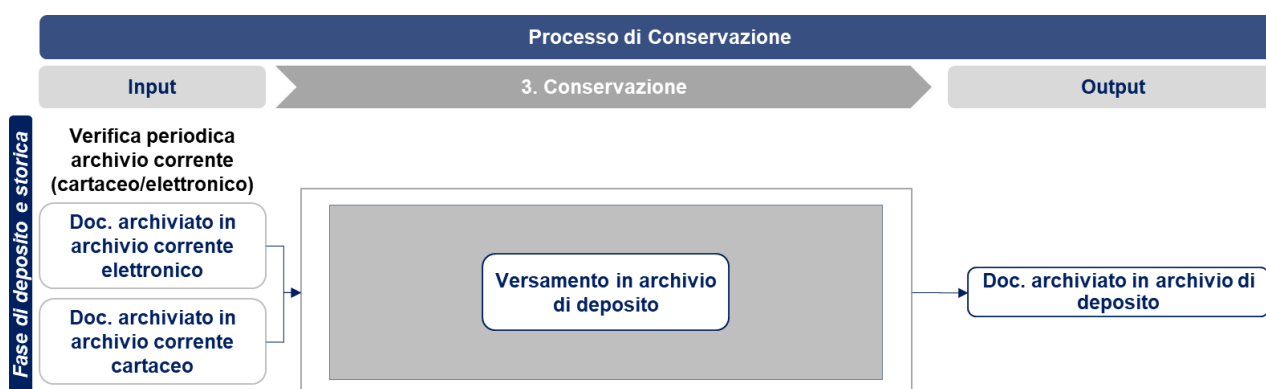 Processo di Conservazione
Input
3. Conservazione
Output
Fase di deposito e storica
Verifica periodica
archivio corrente
(cartaceo/elettronico)
Doc. archiviato in
archivio corrente
elettronico
Doc. archiviato in
archivio corrente
cartaceo
Versamento in archivio
di deposito
Doc. archiviato in archivio di
deposito